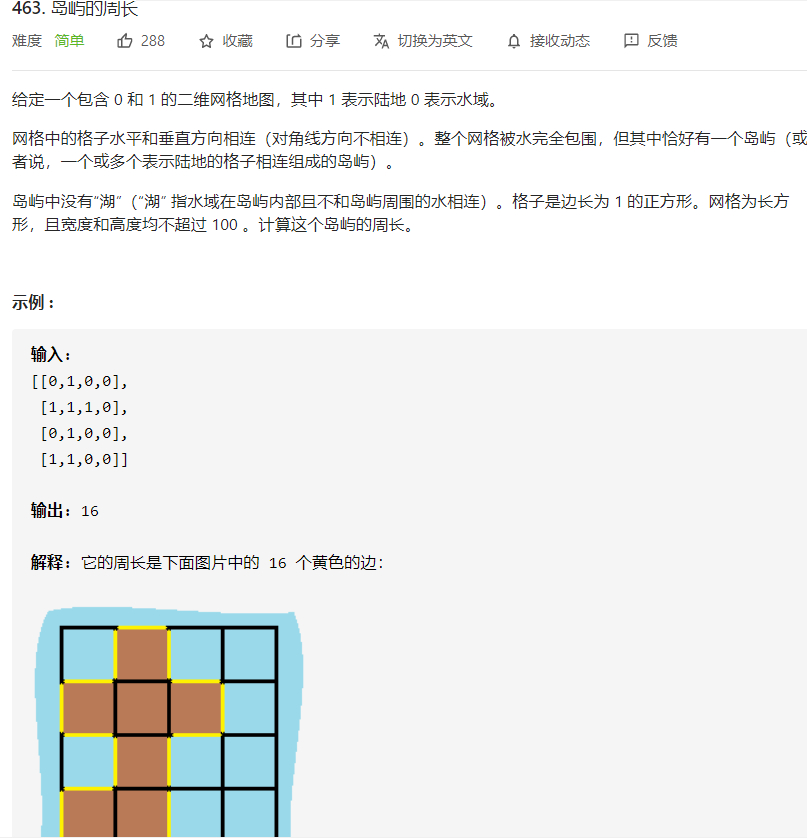 463. 岛屿的周长
难度 简单 288 收藏 分享 切换为英文 接收动态 反馈
给定一个包含 0 和 1 的二维网格地图，其中 1 表示陆地 0 表示水域。
网格中的格子水平和垂直方向相连（对角线方向不相连）。整个网格被水完全包围，但其中恰好有一个岛屿（或
者说，一个或多个表示陆地的格子相连组成的岛屿）。
岛屿中没有“湖”（“湖” 指水域在岛屿内部且不和岛屿周围的水相连）。格子是边长为 1 的正方形。网格为长方
形，且宽度和高度均不超过 100 。计算这个岛屿的周长。
示例 :
输入:
[[0,1,0,0],
[1,1,1,0],
[0,1,0,0],
[1,1,0,0]]
输出: 16
解释: 它的周长是下面图片中的 16 个黄色的边：